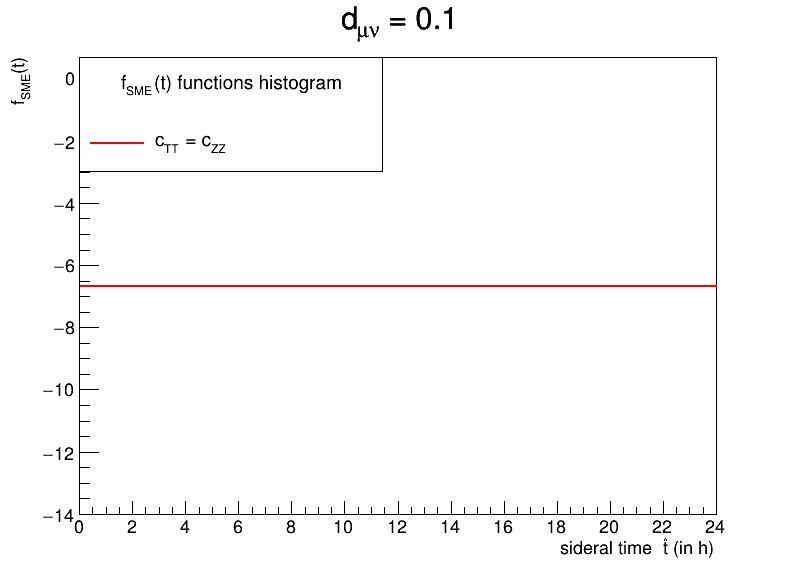 d_μν = 0.1
f_SME(t)
f_SME(t) functions histogram
c_TT = c_ZZ
0
−2
−4
−6
−8
−10
−12
−14
0 2 4 6 8 10 12 14 16 18 20 22 24
sideral time t̂ (in h)